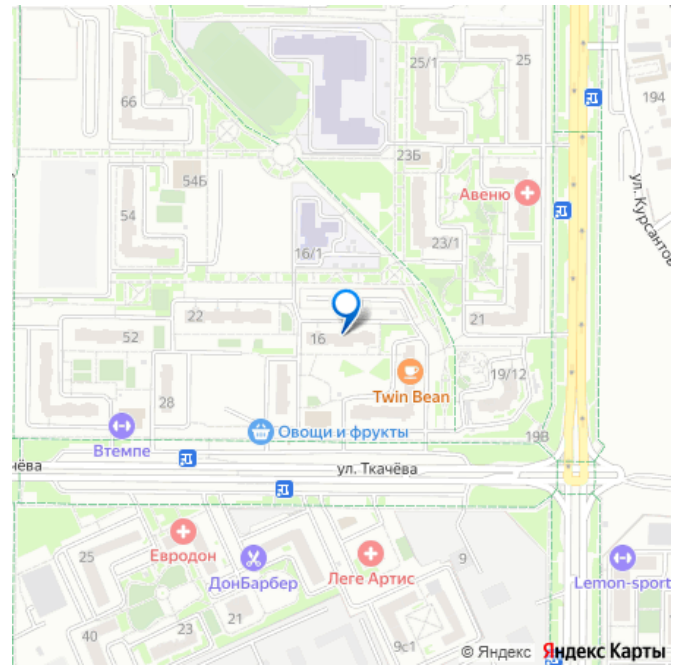 25/1
25
66
194
23Б
54Б
Авеню
ул. Курсантов
54
23/1
16/1
22
21
52
16
19/12
28
Twin Bean
Овощи и фрукты
19В
Втемпе
чёва
ул. Ткачёва
25
Евродон
9
ДонБарбер
Леге Артис
Lemon-sport
21
23
40
9с1
© Яндекс Яндекс Карты